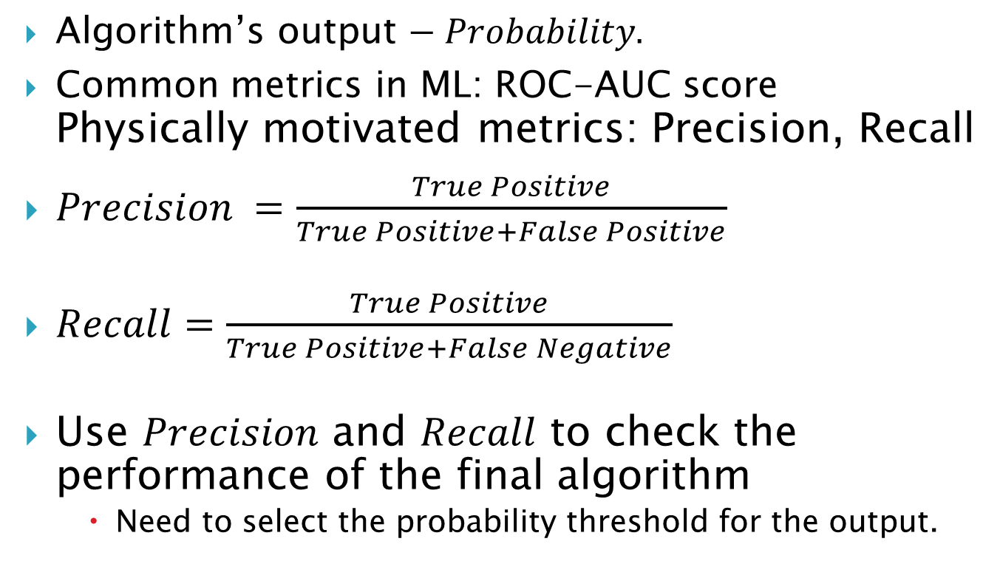 Algorithm's output – Probability.
Common metrics in ML: ROC-AUC score
Physically motivated metrics: Precision, Recall
Precision = True Positive / True Positive+False Positive
Recall = True Positive / True Positive+False Negative
Use Precision and Recall to check the
performance of the final algorithm
• Need to select the probability threshold for the output.